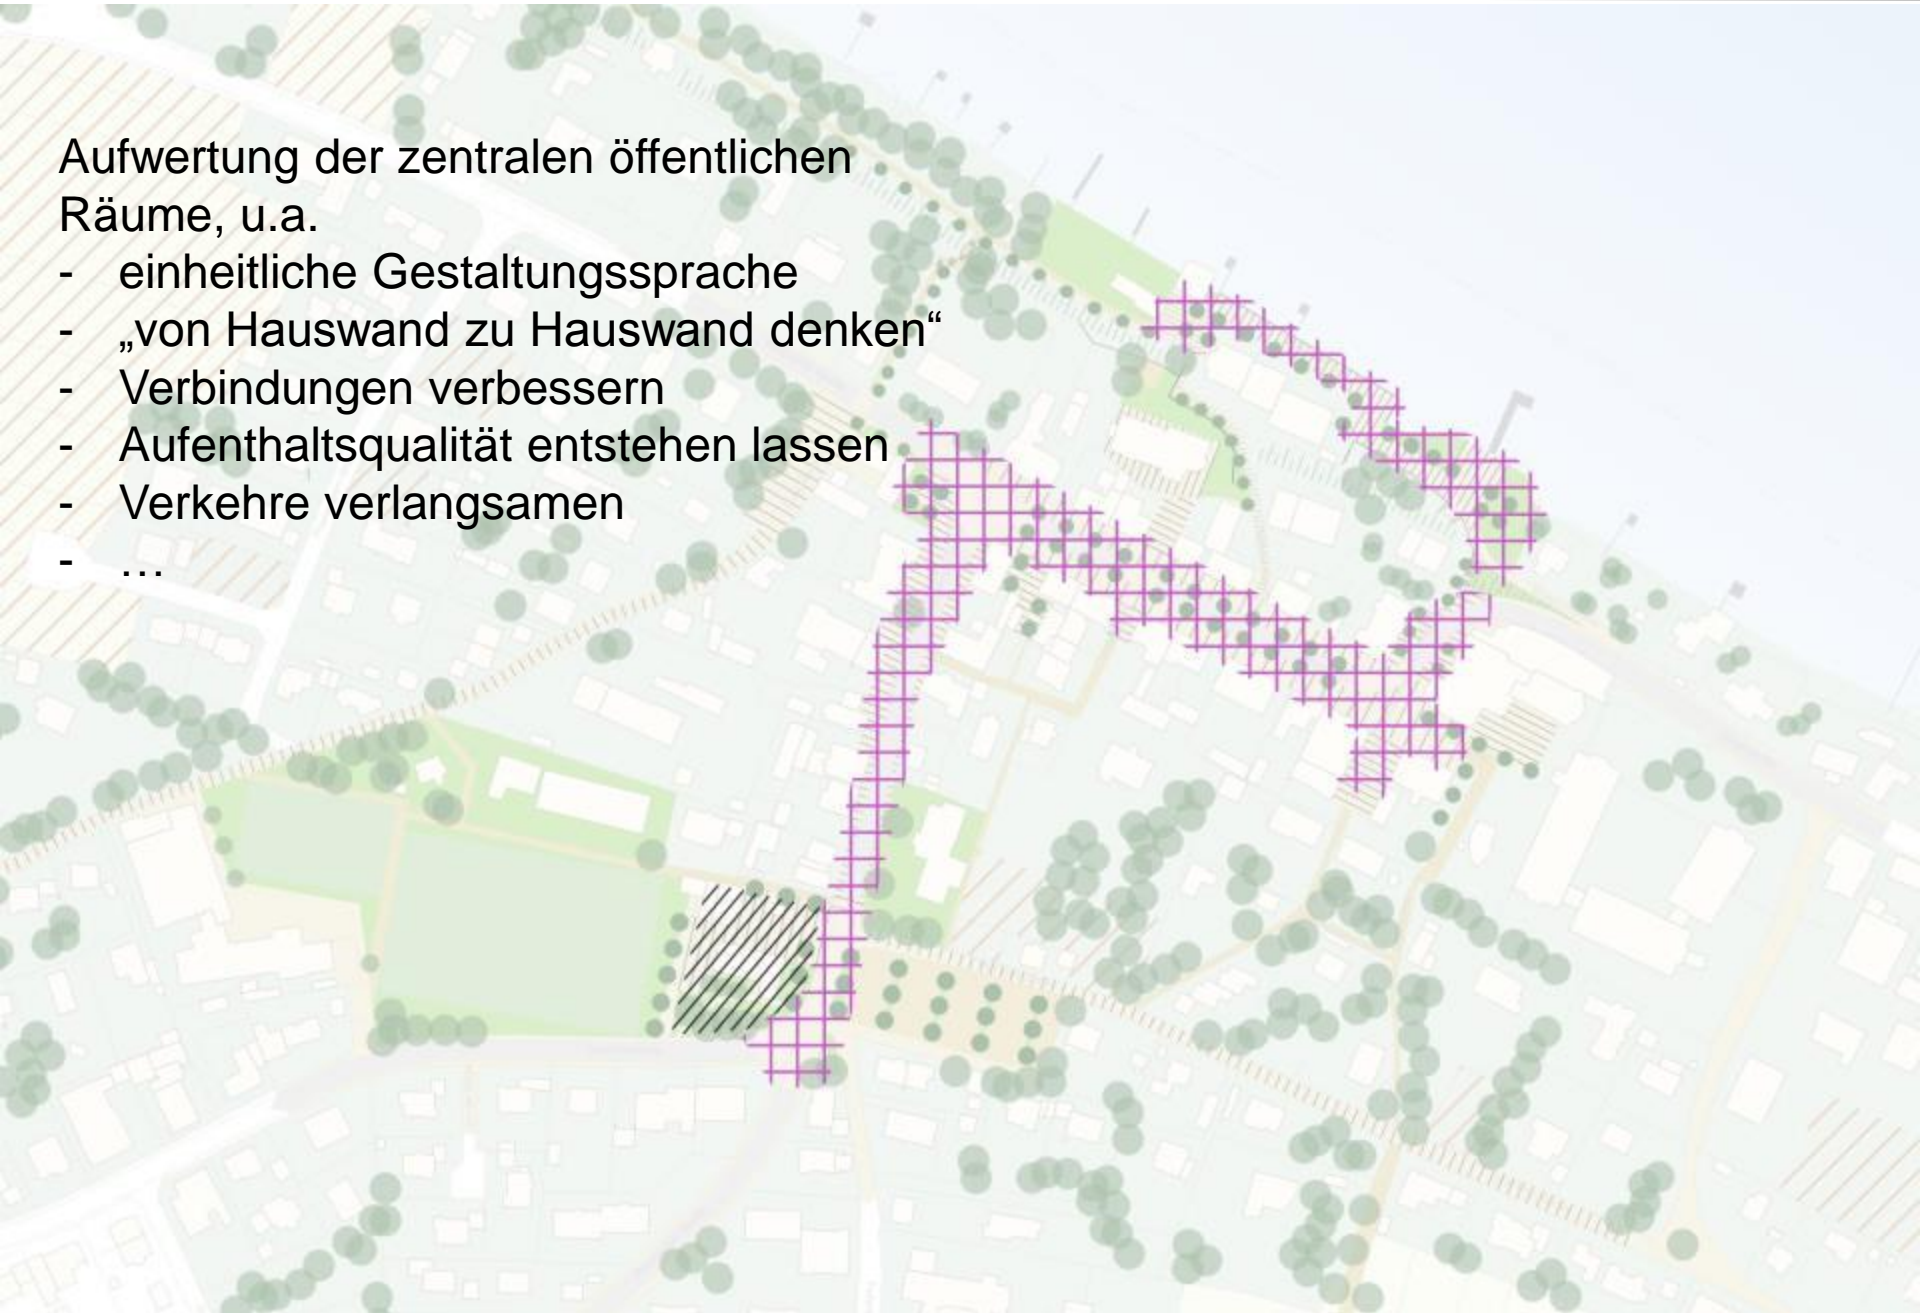 Aufwertung der zentralen öffentlichen
Räume, u.a.
- einheitliche Gestaltungssprache
- „von Hauswand zu Hauswand denken“
- Verbindungen verbessern
- Aufenthaltsqualität entstehen lassen
- Verkehre verlangsamen
- …